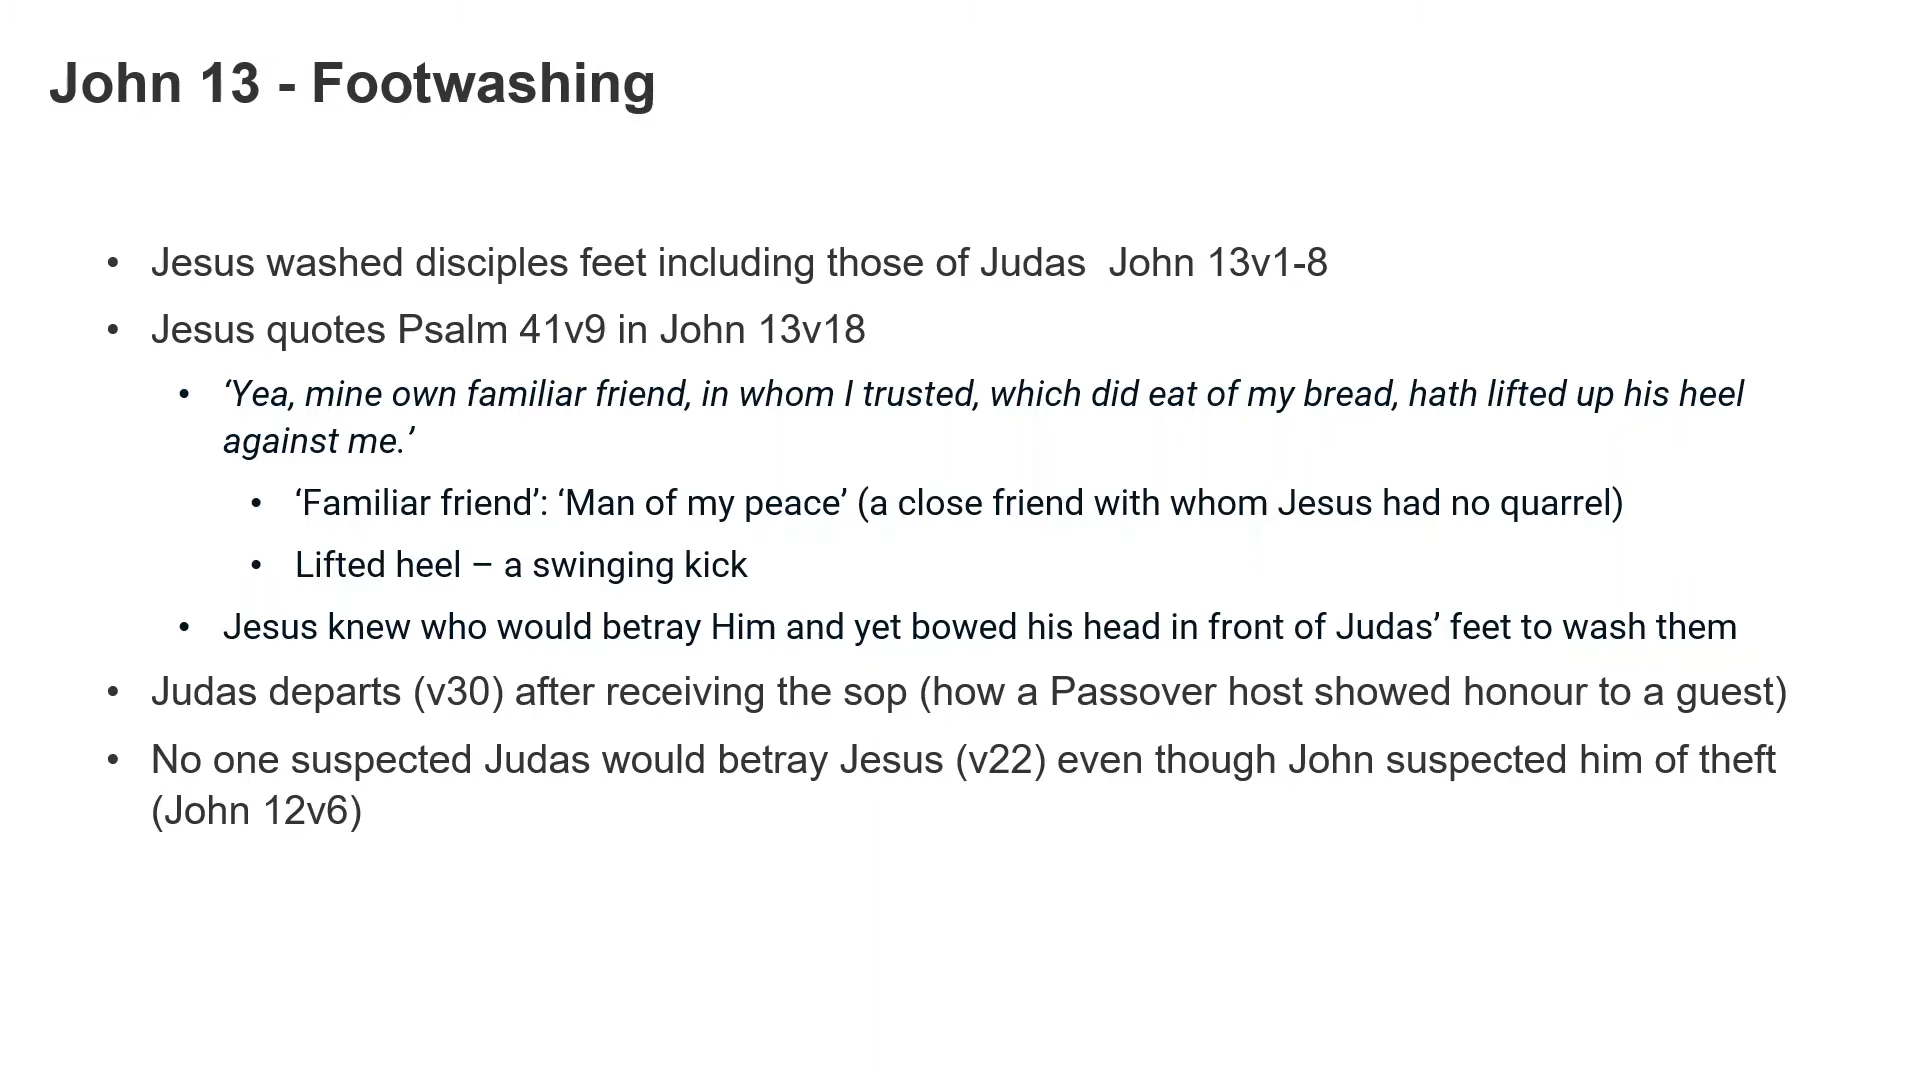 John 13 - Footwashing
• Jesus washed disciples feet including those of Judas  John 13v1-8
• Jesus quotes Psalm 41v9 in John 13v18
• ‘Yea, mine own familiar friend, in whom I trusted, which did eat of my bread, hath lifted up his heel
against me.’
• ‘Familiar friend’: ‘Man of my peace’ (a close friend with whom Jesus had no quarrel)
• Lifted heel – a swinging kick
• Jesus knew who would betray Him and yet bowed his head in front of Judas’ feet to wash them
• Judas departs (v30) after receiving the sop (how a Passover host showed honour to a guest)
• No one suspected Judas would betray Jesus (v22) even though John suspected him of theft
(John 12v6)